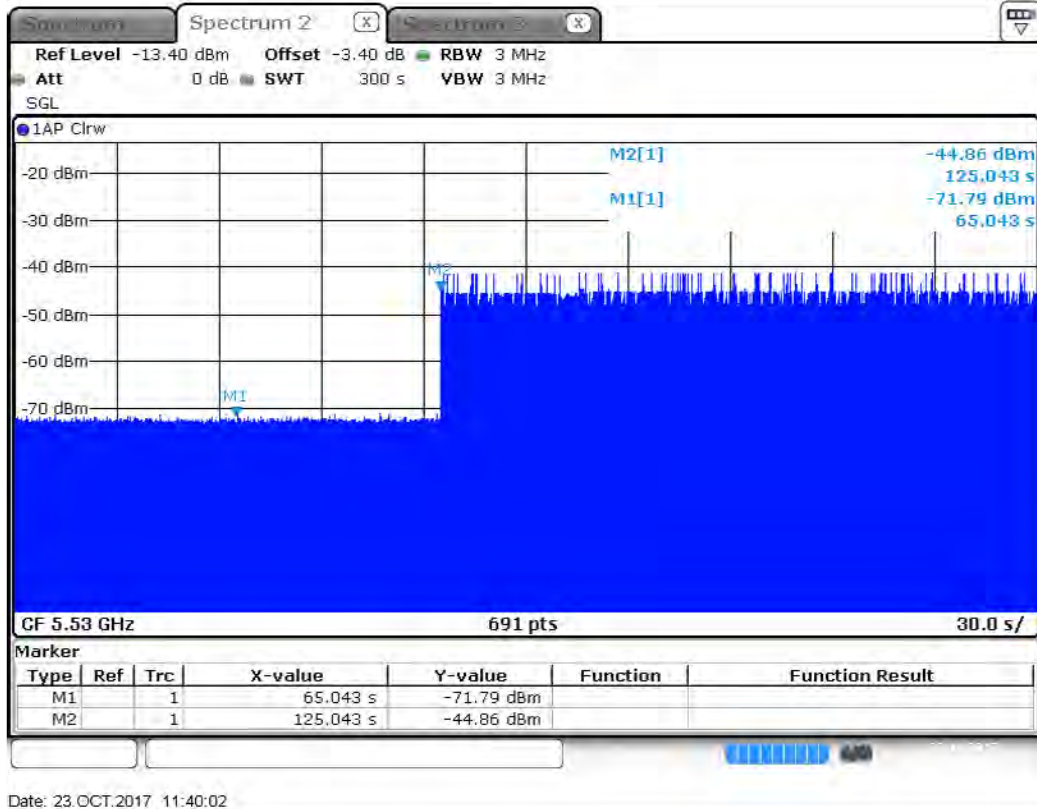 Spectrum Spectrum 2 X Spectrum 3 X
Ref Level -13.40 dBm Offset -3.40 dB RBW 3 MHz
Att 0 dB SWT 300 s VBW 3 MHz
SGL
1AP Clrw
M2[1] -44.86 dBm
125.043 s
M1[1] -71.79 dBm
65.043 s
-20 dBm
-30 dBm
-40 dBm
M2
-50 dBm
-60 dBm
M1
-70 dBm
CF 5.53 GHz 691 pts 30.0 s/
Marker
Type Ref Trc X-value Y-value Function Function Result
M1 1 65.043 s -71.79 dBm
M2 1 125.043 s -44.86 dBm
Date: 23.OCT.2017 11:40:02